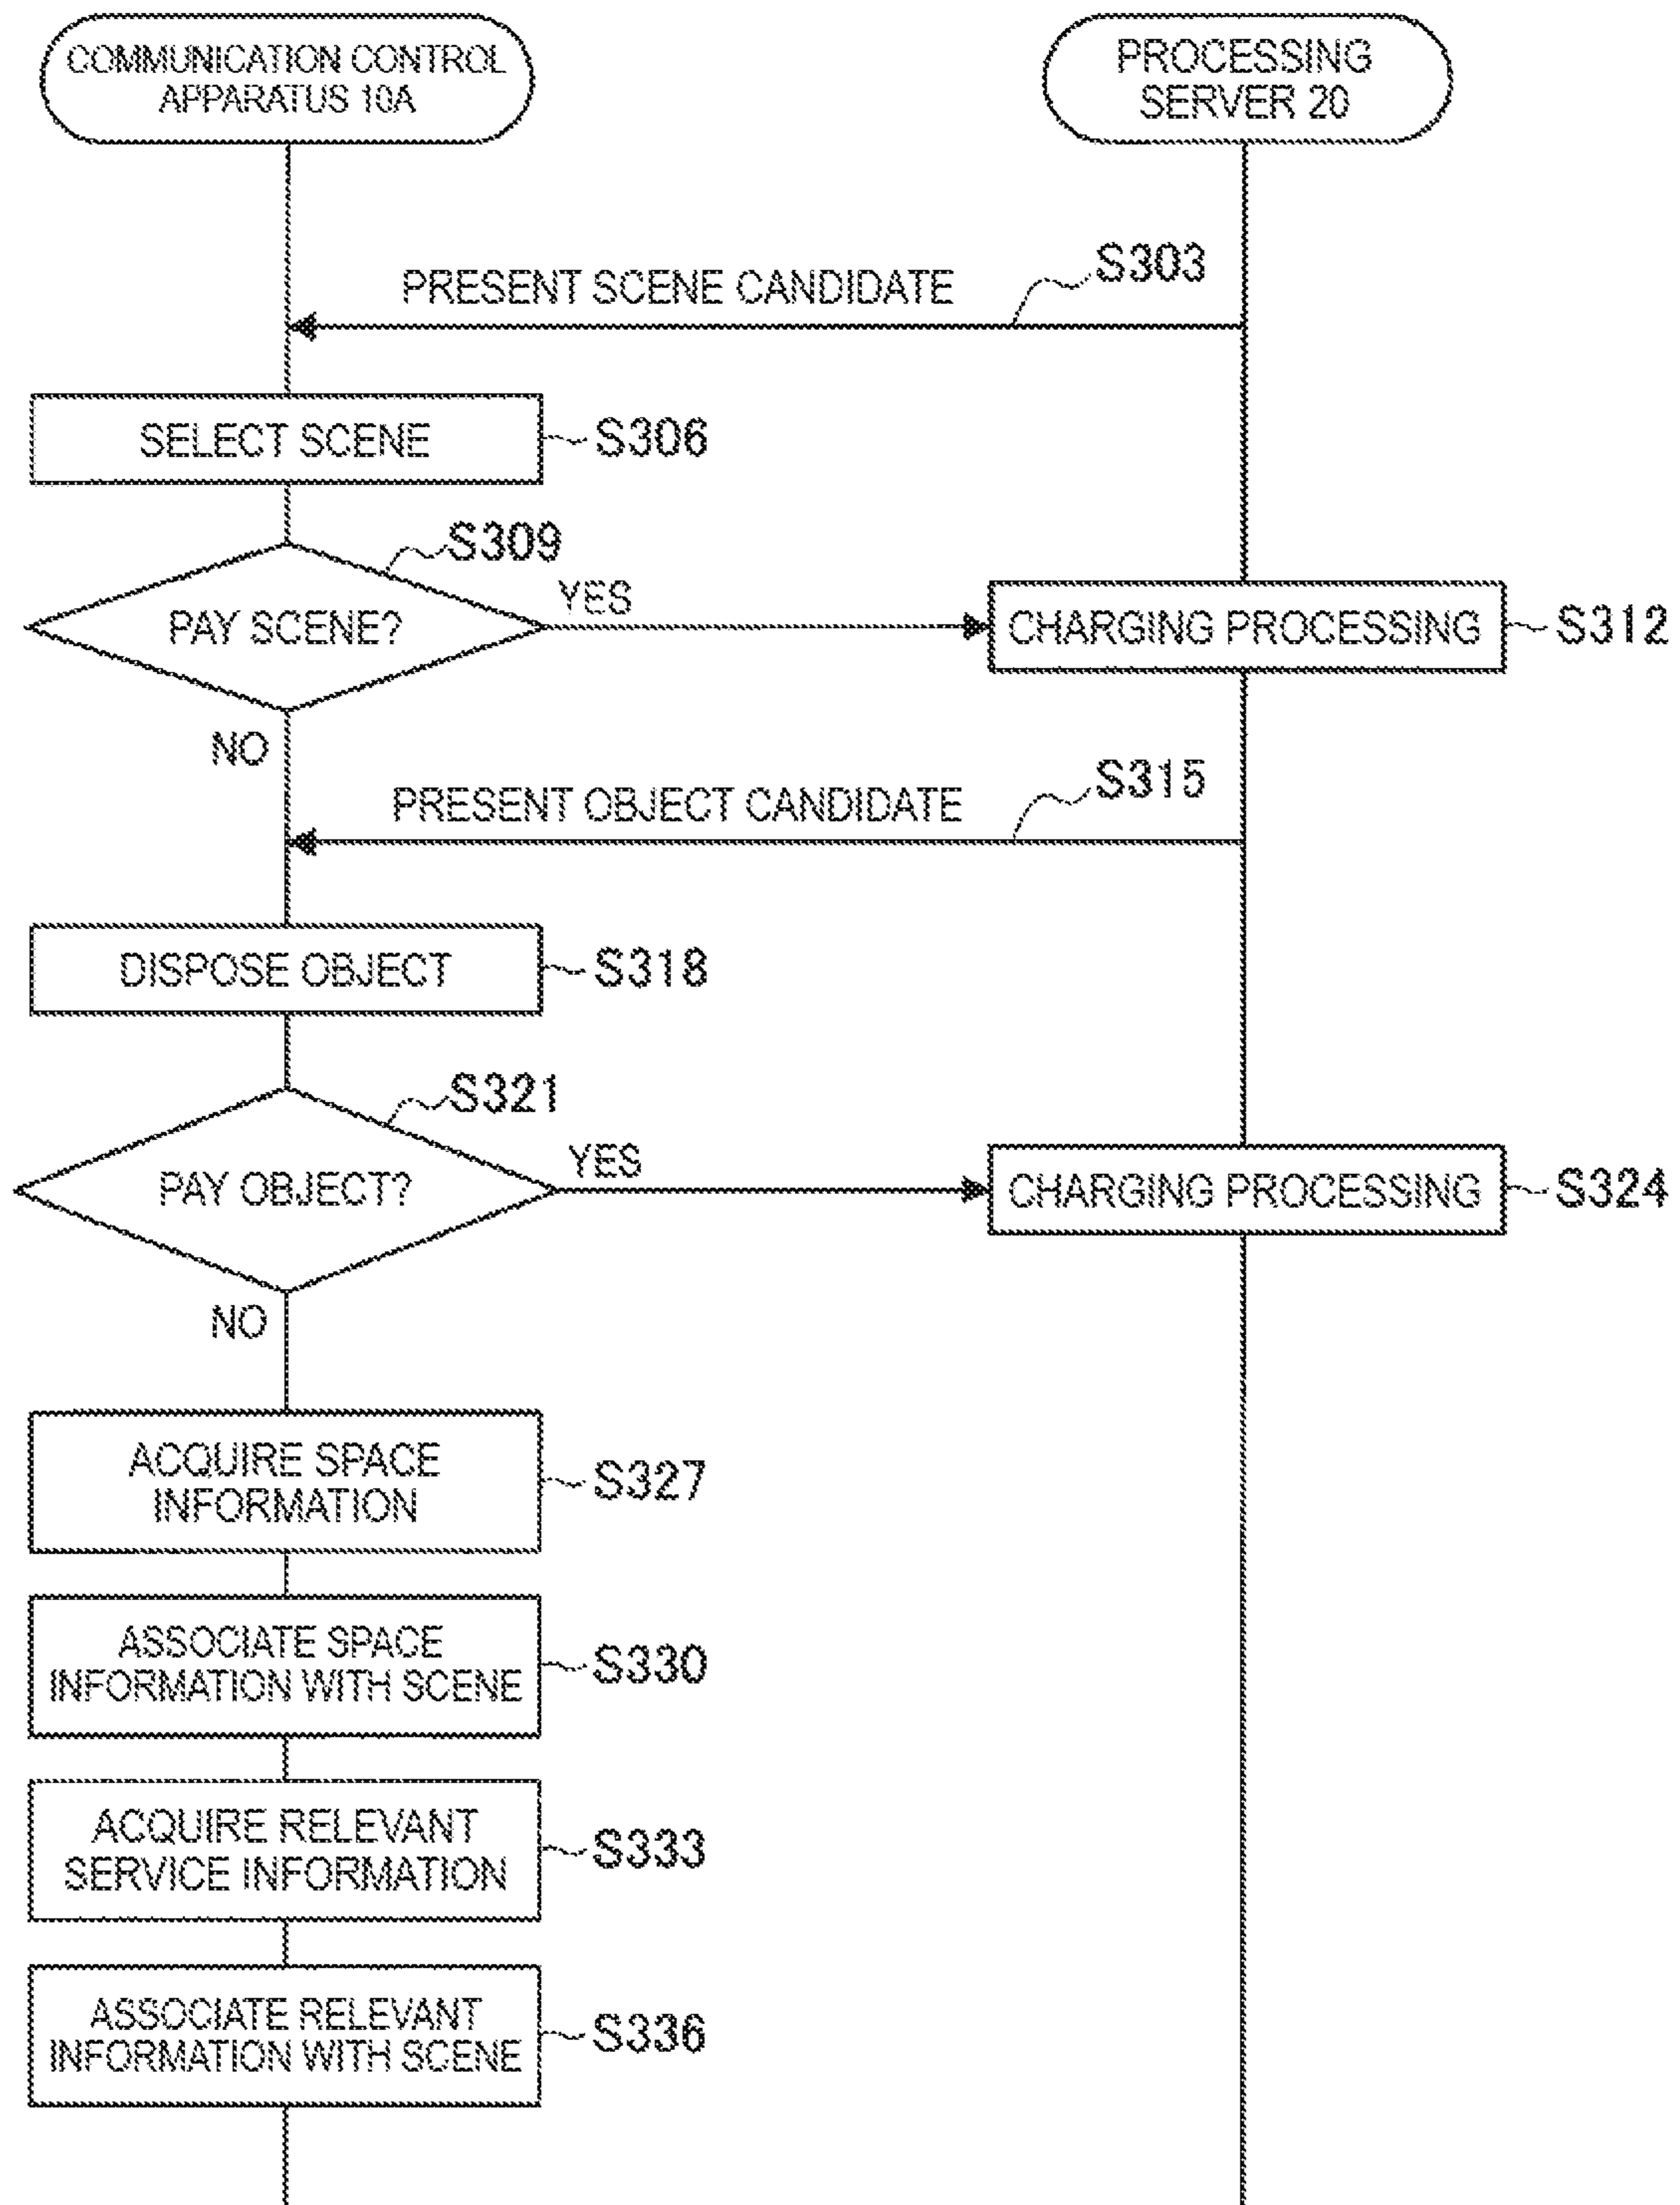 COMMUNICATION CONTROL
APPARATUS 10A
PROCESSING
SERVER 20
PRESENT SCENE CANDIDATE
S303
SELECT SCENE
S306
S309
PAY SCENE?
YES
CHARGING PROCESSING
S312
NO
PRESENT OBJECT CANDIDATE
S315
DISPOSE OBJECT
S318
S321
PAY OBJECT?
YES
CHARGING PROCESSING
S324
NO
ACQUIRE SPACE
INFORMATION
S327
ASSOCIATE SPACE
INFORMATION WITH SCENE
S330
ACQUIRE RELEVANT
SERVICE INFORMATION
S333
ASSOCIATE RELEVANT
INFORMATION WITH SCENE
S336